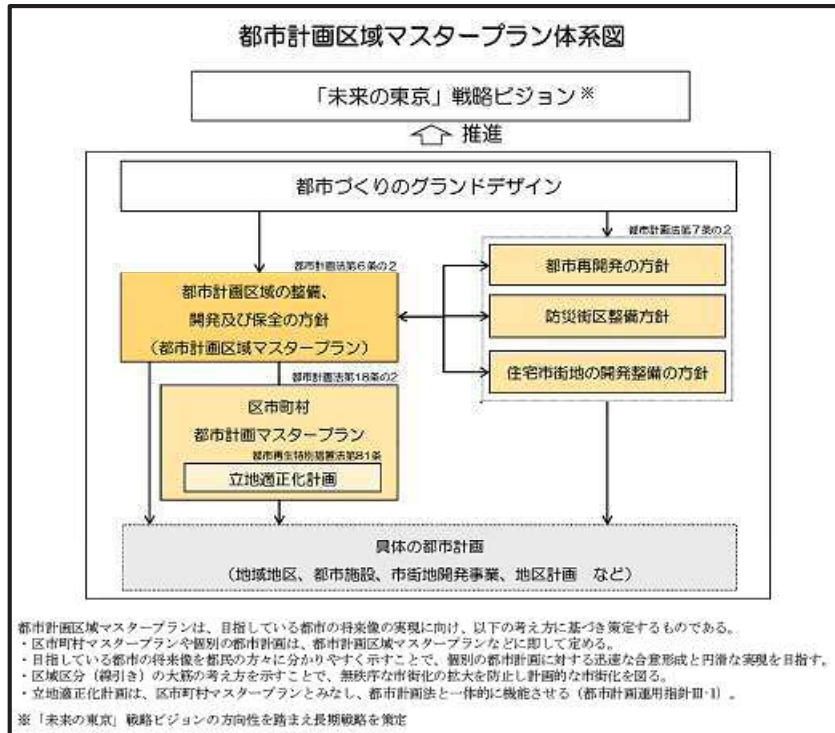 都市計画区域マスタープラン体系図
「未来の東京」戦略ビジョン※
推進
都市づくりのグランドデザイン
都市計画法第7条の2
都市計画法第6条の2
都市再開発の方針
都市計画区域の整備、
開発及び保全の方針
(都市計画区域マスタープラン)
防災街区整備方針
住宅市街地の開発整備の方針
都市計画法第18条の2
区市町村
都市計画マスタープラン
都市再生特別措置法第81条
立地適正化計画
具体の都市計画
(地域地区、都市施設、市街地開発事業、地区計画 など)
都市計画区域マスタープランは、目指している都市の将来像の実現に向け、以下の考え方に基づき策定するものである。
・区市町村マスタープランや個別の都市計画は、都市計画区域マスタープランなどに即して定める。
・目指している都市の将来像を都民の方々に分かりやすく示すことで、個別の都市計画に対する迅速な合意形成と円滑な実現を目指す。
・区域区分(線引き)の大筋の考え方を示すことで、無秩序な市街化の拡大を防止し計画的な市街化を図る。
・立地適正化計画は、区市町村マスタープランとみなし、都市計画法と一体的に機能させる(都市計画運用指針Ⅲ-1)。
※「未来の東京」戦略ビジョンの方向性を踏まえ長期戦略を策定